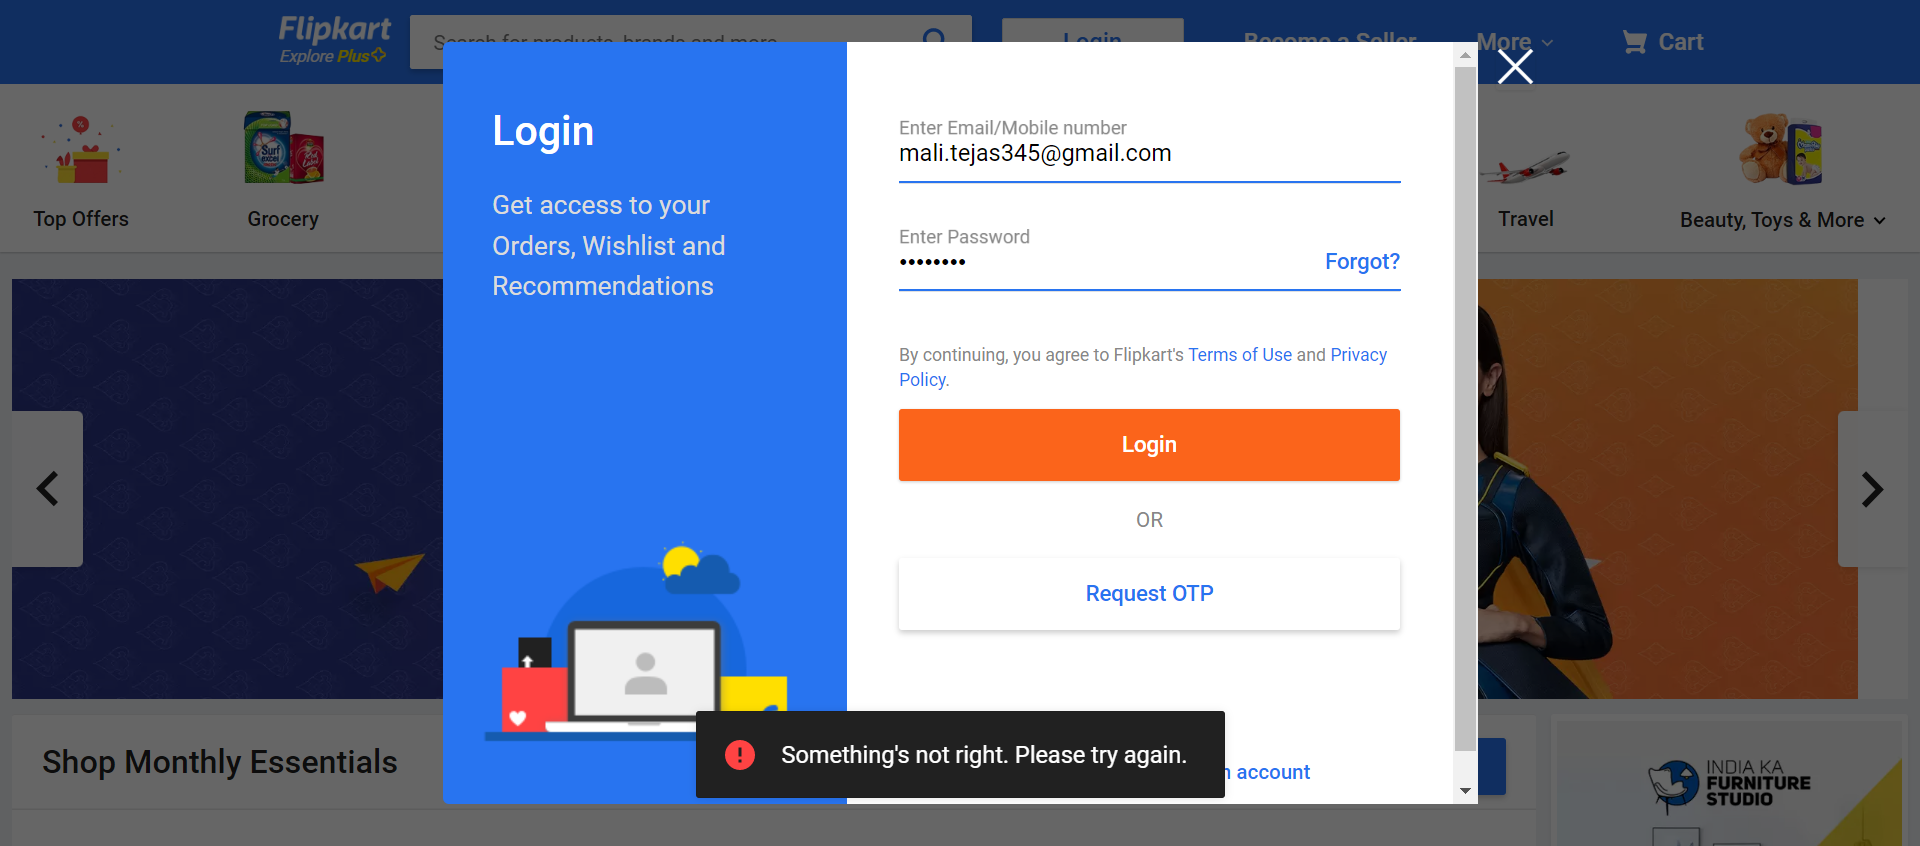 Flipkart
Explore Plus
Search for products, brands and more
Login
Become a Seller
More
Cart
Top Offers
Grocery
Travel
Beauty, Toys & More
Login
Get access to your
Orders, Wishlist and
Recommendations
Enter Email/Mobile number
mali.tejas345@gmail.com
Enter Password
••••••••
Forgot?
By continuing, you agree to Flipkart's Terms of Use and Privacy
Policy.
Login
OR
Request OTP
Something's not right. Please try again.
account
Shop Monthly Essentials
INDIA KA
FURNITURE
STUDIO